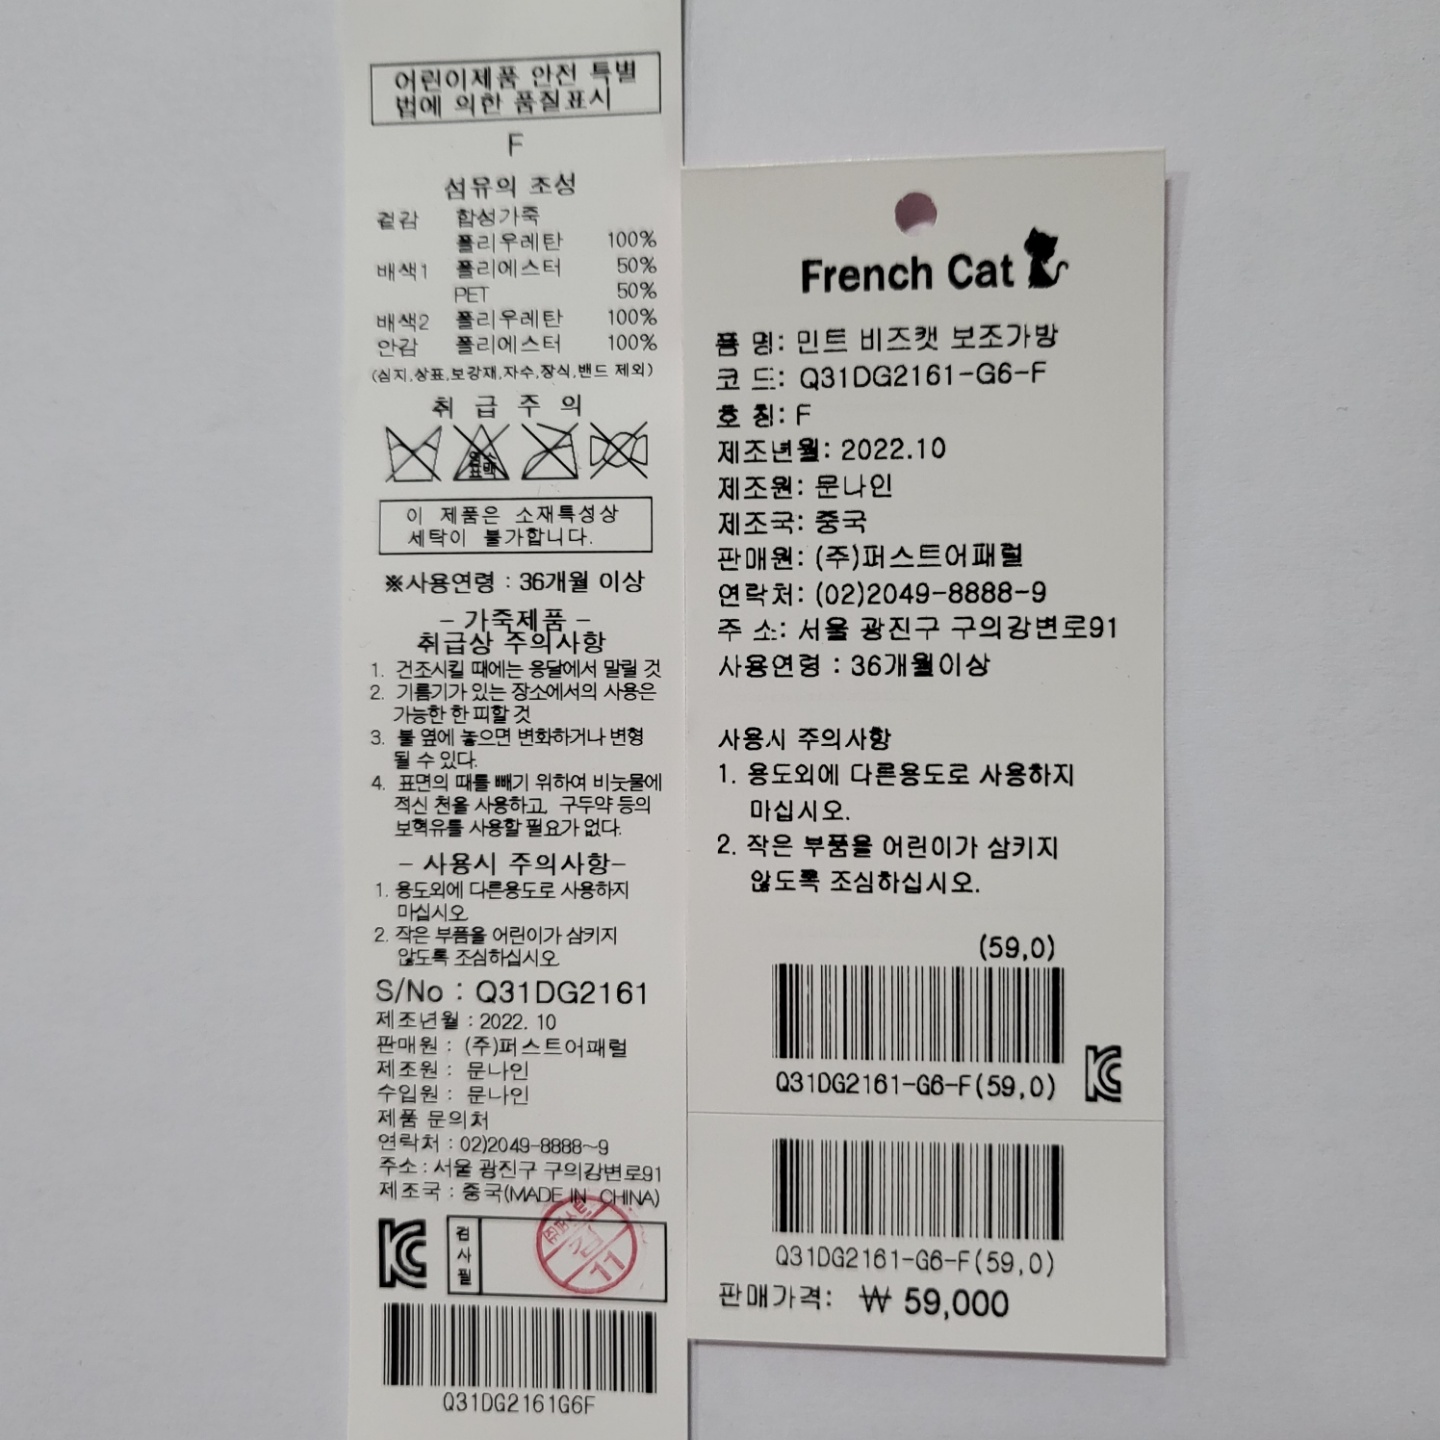 어린이제품 안전 특별
법에 의한 품질표시
F
섬유의 조성
겉감 합성가죽
폴리우레탄 100%
배색1 폴리에스터 50%
PET 50%
배색2 폴리우레탄 100%
안감 폴리에스터 100%
(심지,상표,보강재,자수,장식,밴드 제외)
취 급 주 의
염소
표백
이 제품은 소재특성상
세탁이 불가합니다.
※사용연령 : 36개월 이상
- 가죽제품 -
취급상 주의사항
1. 건조시킬 때에는 응달에서 말릴 것
2. 기름기가 있는 장소에서의 사용은
가능한 한 피할 것
3. 불 옆에 놓으면 변화하거나 변형
될 수 있다.
4. 표면의 때를 빼기 위하여 비눗물에
적신 천을 사용하고, 구두약 등의
보혁유를 사용할 필요가 없다.
- 사용시 주의사항-
1. 용도외에 다른용도로 사용하지
마십시오
2. 작은 부품을 어린이가 삼키지
않도록 조심하십시오
S/No : Q31DG2161
제조년월 : 2022. 10
판매원 : (주)퍼스트어패럴
제조원 : 문나인
수입원 : 문나인
제품 문의처
연락처 : 02)2049-8888~9
주소 : 서울 광진구 구의강변로91
제조국 : 중국(MADE IN CHINA)
검
사
필
11
Q31DG2161G6F
French Cat
품 명: 민트 비즈캣 보조가방
코 드: Q31DG2161-G6-F
호 칭: F
제조년월: 2022.10
제조원: 문나인
제조국: 중국
판매원: (주)퍼스트어패럴
연락처: (02)2049-8888-9
주 소: 서울 광진구 구의강변로91
사용연령 : 36개월이상
사용시 주의사항
1. 용도외에 다른용도로 사용하지
마십시오.
2. 작은 부품을 어린이가 삼키지
않도록 조심하십시오.
(59,0)
Q31DG2161-G6-F(59,0)
Q31DG2161-G6-F(59,0)
판매가격: ₩ 59,000